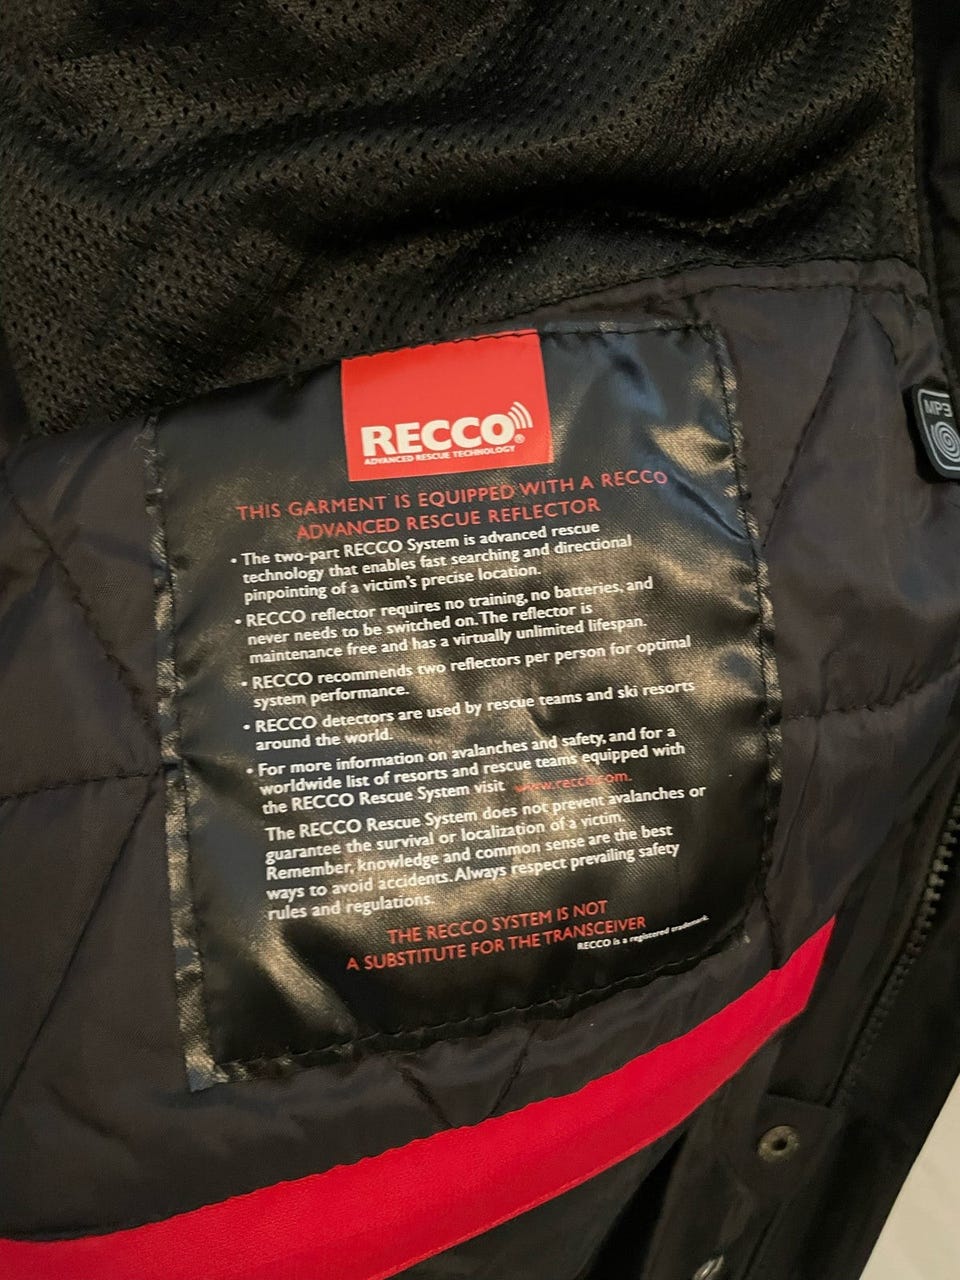 RECCO®
ADVANCED RESCUE TECHNOLOGY
MP3
THIS GARMENT IS EQUIPPED WITH A RECCO
ADVANCED RESCUE REFLECTOR
• The two-part RECCO System is advanced rescue
technology that enables fast searching and directional
pinpointing of a victim's precise location.
• RECCO reflector requires no training, no batteries, and
never needs to be switched on. The reflector is
maintenance free and has a virtually unlimited lifespan.
• RECCO recommends two reflectors per person for optimal
system performance.
• RECCO detectors are used by rescue teams and ski resorts
around the world.
• For more information on avalanches and safety, and for a
worldwide list of resorts and rescue teams equipped with
the RECCO Rescue System visit www.recco.com.
The RECCO Rescue System does not prevent avalanches or
guarantee the survival or localization of a victim.
Remember, knowledge and common sense are the best
ways to avoid accidents. Always respect prevailing safety
rules and regulations.
THE RECCO SYSTEM IS NOT
A SUBSTITUTE FOR THE TRANSCEIVER
RECCO is a registered trademark.